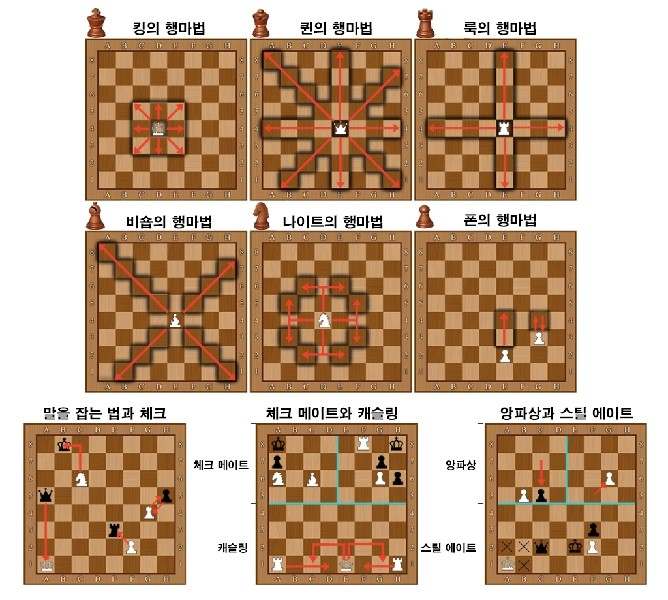 킹의 행마법
퀸의 행마법
룩의 행마법
비숍의 행마법
나이트의 행마법
폰의 행마법
말을 잡는 법과 체크
체크 메이트와 캐슬링
앙파상과 스틸 에이트
체크 메이트
앙파상
캐슬링
스틸 에이트